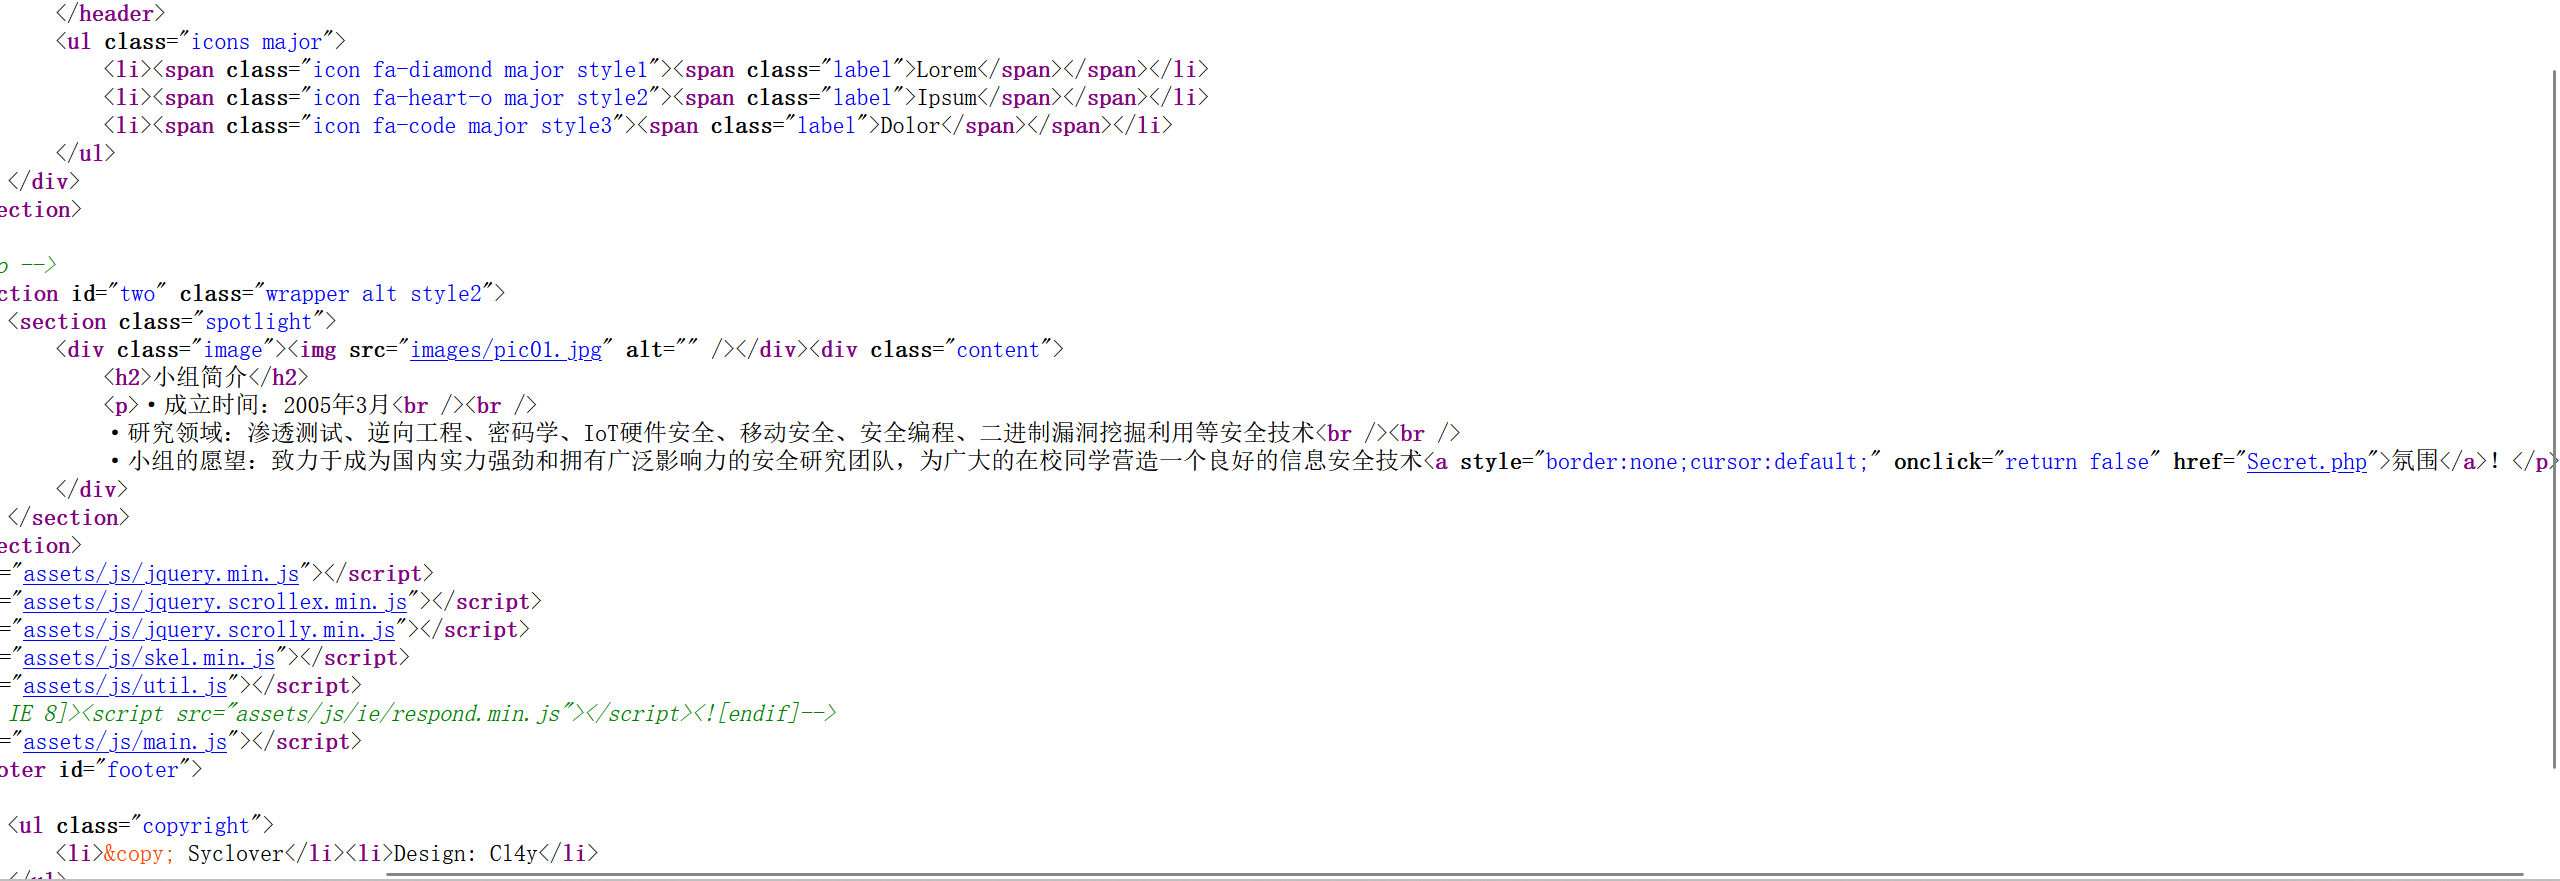 </header>
<ul class="icons major">
<li><span class="icon fa-diamond major style1"><span class="label">Lorem</span></span></li>
<li><span class="icon fa-heart-o major style2"><span class="label">Ipsum</span></span></li>
<li><span class="icon fa-code major style3"><span class="label">Dolor</span></span></li>
</ul>
</div>
ection>
o -->
ction id="two" class="wrapper alt style2">
<section class="spotlight">
<div class="image"><img src="images/pic01.jpg" alt="" /></div><div class="content">
<h2>小组简介</h2>
<p>·成立时间：2005年3月<br /><br />
·研究领域：渗透测试、逆向工程、密码学、IoT硬件安全、移动安全、安全编程、二进制漏洞挖掘利用等安全技术<br /><br />
·小组的愿望：致力于成为国内实力强劲和拥有广泛影响力的安全研究团队，为广大的在校同学营造一个良好的信息安全技术<a style="border:none;cursor:default;" onclick="return false" href="Secret.php">氛围</a>！</p>
</div>
</section>
ection>
="assets/js/jquery.min.js"></script>
="assets/js/jquery.scrollex.min.js"></script>
="assets/js/jquery.scrolly.min.js"></script>
="assets/js/skel.min.js"></script>
="assets/js/util.js"></script>
IE 8]><script src="assets/js/ie/respond.min.js"></script><![endif]-->
="assets/js/main.js"></script>
oter id="footer">
<ul class="copyright">
<li>&copy; Syclover</li><li>Design: Cl4y</li>
</ul>